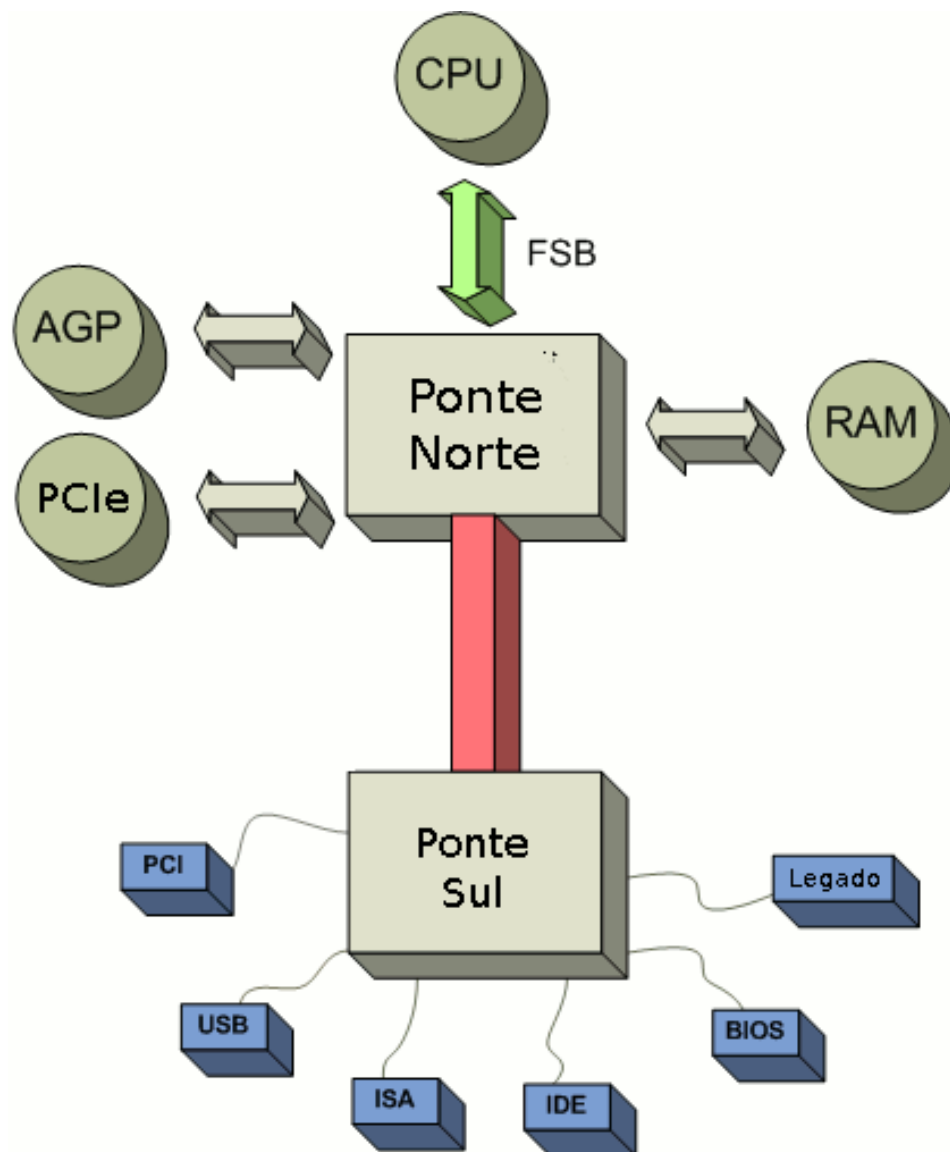 CPU
FSB
AGP
Ponte
Norte
RAM
PCIe
Ponte
Sul
PCI
Legado
USB
BIOS
ISA
IDE